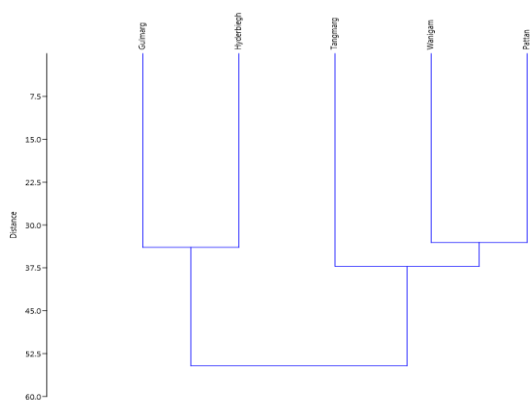 Gulmarg
Hyderbiegh
Tangmarg
Wanigam
Pattan
7.5
15.0
22.5
30.0
37.5
45.0
52.5
60.0
Distance